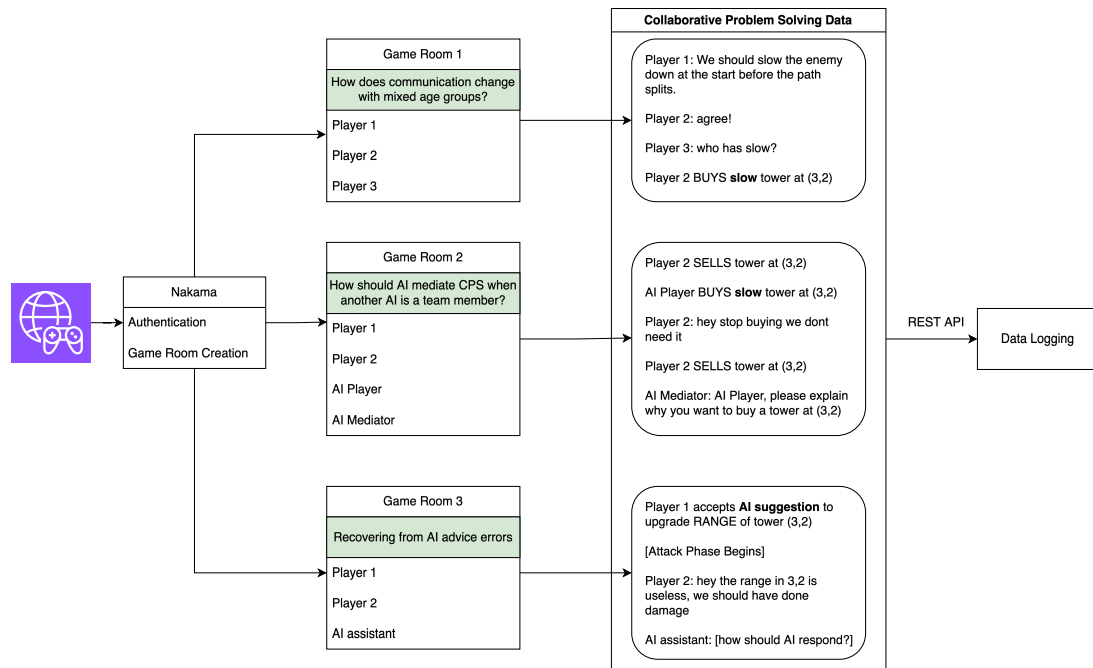 Collaborative Problem Solving Data
Game Room 1
How does communication change
with mixed age groups?
Player 1
Player 2
Player 3
Player 1: We should slow the enemy
down at the start before the path
splits.
Player 2: agree!
Player 3: who has slow?
Player 2 BUYS slow tower at (3,2)
Nakama
Authentication
Game Room Creation
Game Room 2
How should AI mediate CPS when
another AI is a team member?
Player 1
Player 2
AI Player
AI Mediator
Player 2 SELLS tower at (3,2)
AI Player BUYS slow tower at (3,2)
Player 2: hey stop buying we dont
need it
Player 2 SELLS tower at (3,2)
AI Mediator: AI Player, please explain
why you want to buy a tower at (3,2)
REST API
Data Logging
Game Room 3
Recovering from AI advice errors
Player 1
Player 2
AI assistant
Player 1 accepts AI suggestion to
upgrade RANGE of tower (3,2)
[Attack Phase Begins]
Player 2: hey the range in 3,2 is
useless, we should have done
damage
AI assistant: [how should AI respond?]